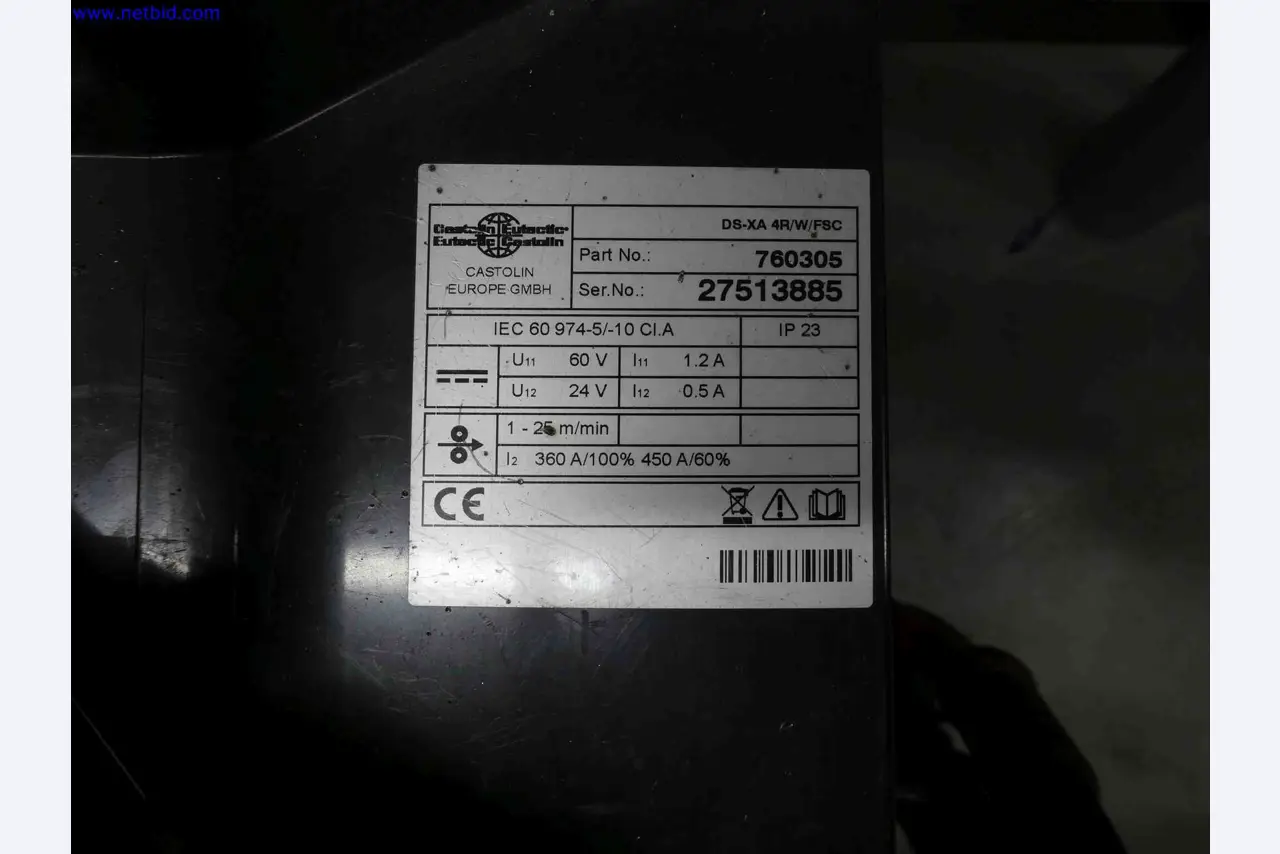 www.netbid.com
Castolin Eutectic®
Eutectic Castolin
CASTOLIN
EUROPE GMBH
DS-XA 4R/W/FSC
Part No.: 760305
Ser.No.: 27513885
IEC 60 974-5/-10 Cl.A IP 23
U11 60 V I11 1.2 A
U12 24 V I12 0.5 A
1 - 25 m/min
I2 360 A/100% 450 A/60%
CE